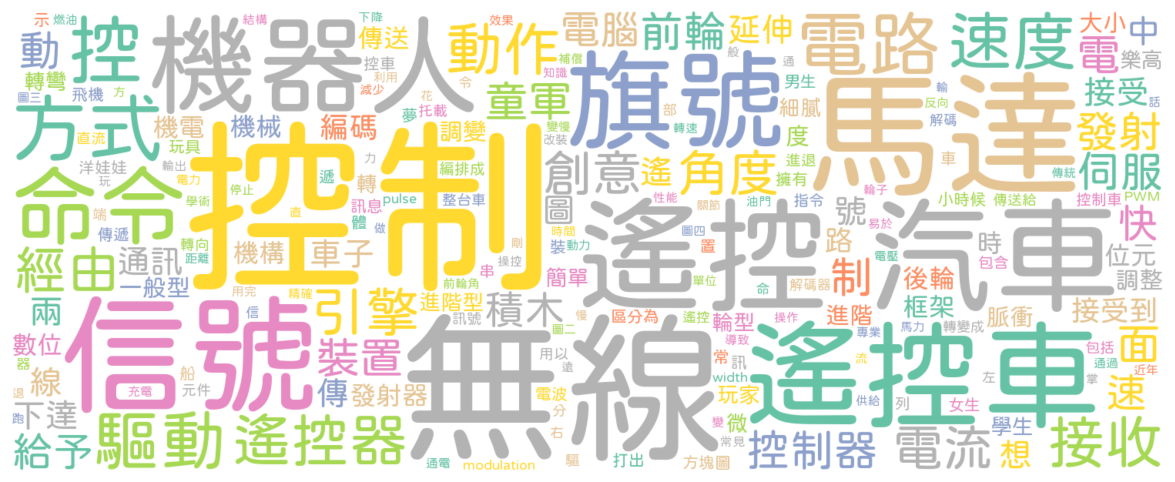 控制
無線
遙控
馬達
信號
機器人
汽車
遙控車
旗號
命令
方式
控
電路
速度
動作
驅動
遙控器
接收
引擎
角度
創意
經由
電流
控制器
積木
裝置
給予
下達
發射
伺服
接受
接受到
電腦
前輪
延伸
童軍
傳送
編碼
調變
機械
機電
機構
車子
通訊
一般型
進階型
進階
後輪
框架
脈衝
位元
調整
快
制
面
速
想
學生
輪型
玩家
微
簡單
區分為
發射器
數位
兩
線
傳
動
轉彎
飛機
電
中
大小
樂高
示
燃油
結構
下降
效果
控車
利用
減少
令
補償
知識
般
通
男生
細膩
度
遙
圖
進退
擁有
號
路
時
指令
小時候
傳送給
控制車
PWM
傳統
解碼
反向
輪
話
車
部
轉速
變慢
改裝
花
托載
夢
圖三
方
直流
玩具
洋娃娃
玩
輸出
電力
學術
停止
端
傳遞
轉向
距離
力
遞
轉
訊息
體
直
做
編排成
pulse
整台車
性能
油門
關節
輪子
易於
電壓
包含
圖四
置
裝
動力
時間
剛
操控
串
精確
用完
前輪角
信
訊號
圖二
慢
單位
命
解碼器
操作
導致
專業
馬力
轉變成
包括
通過
近年
左
掌
流
供給
列
女生
常
訊
width
變
常見
方塊圖
打出
驅
右
分
電波
遠
用以
modulation
通電
元件
船
器
退
跑
充電
遙控